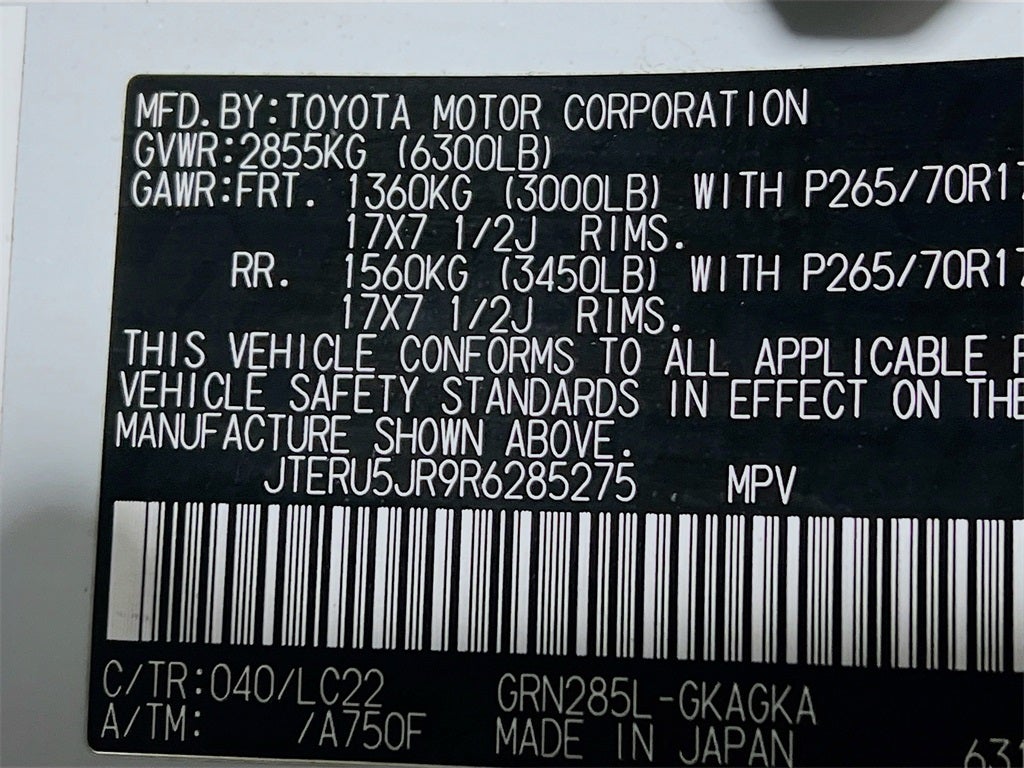 MFD.BY:TOYOTA MOTOR CORPORATION
GVWR:2855KG (6300LB)
GAWR:FRT. 1360KG (3000LB) WITH P265/70R17
17X7 1/2J RIMS.
RR. 1560KG (3450LB) WITH P265/70R17
17X7 1/2J RIMS.
THIS VEHICLE CONFORMS TO ALL APPLICABLE
VEHICLE SAFETY STANDARDS IN EFFECT ON THE
MANUFACTURE SHOWN ABOVE.
JTERU5JR9R6285275 MPV
C/TR:040/LC22 GRN285L-GKAGKA
A/TM: /A750F MADE IN JAPAN